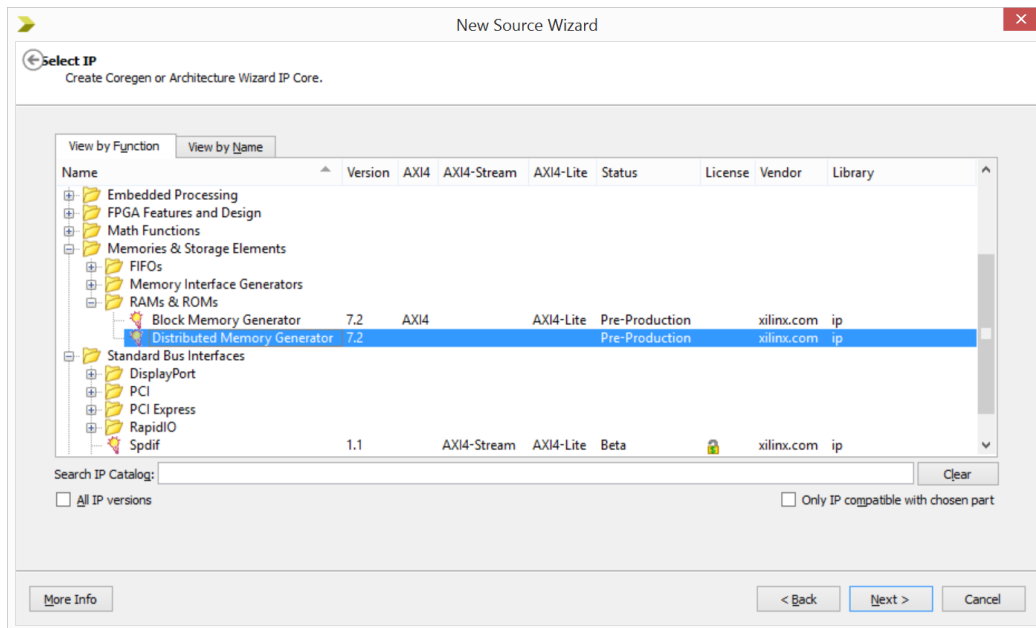 New Source Wizard
Select IP
Create Coregen or Architecture Wizard IP Core.
View by Function View by Name
Name Version AXI4 AXI4-Stream AXI4-Lite Status License Vendor Library
Embedded Processing
FPGA Features and Design
Math Functions
Memories & Storage Elements
FIFOs
Memory Interface Generators
RAMs & ROMs
Block Memory Generator 7.2 AXI4 AXI4-Lite Pre-Production xilinx.com ip
Distributed Memory Generator 7.2 Pre-Production xilinx.com ip
Standard Bus Interfaces
DisplayPort
PCI
PCI Express
RapidIO
Spdif 1.1 AXI4-Stream AXI4-Lite Beta xilinx.com ip
Search IP Catalog: Clear
All IP versions Only IP compatible with chosen part
More Info < Back Next > Cancel